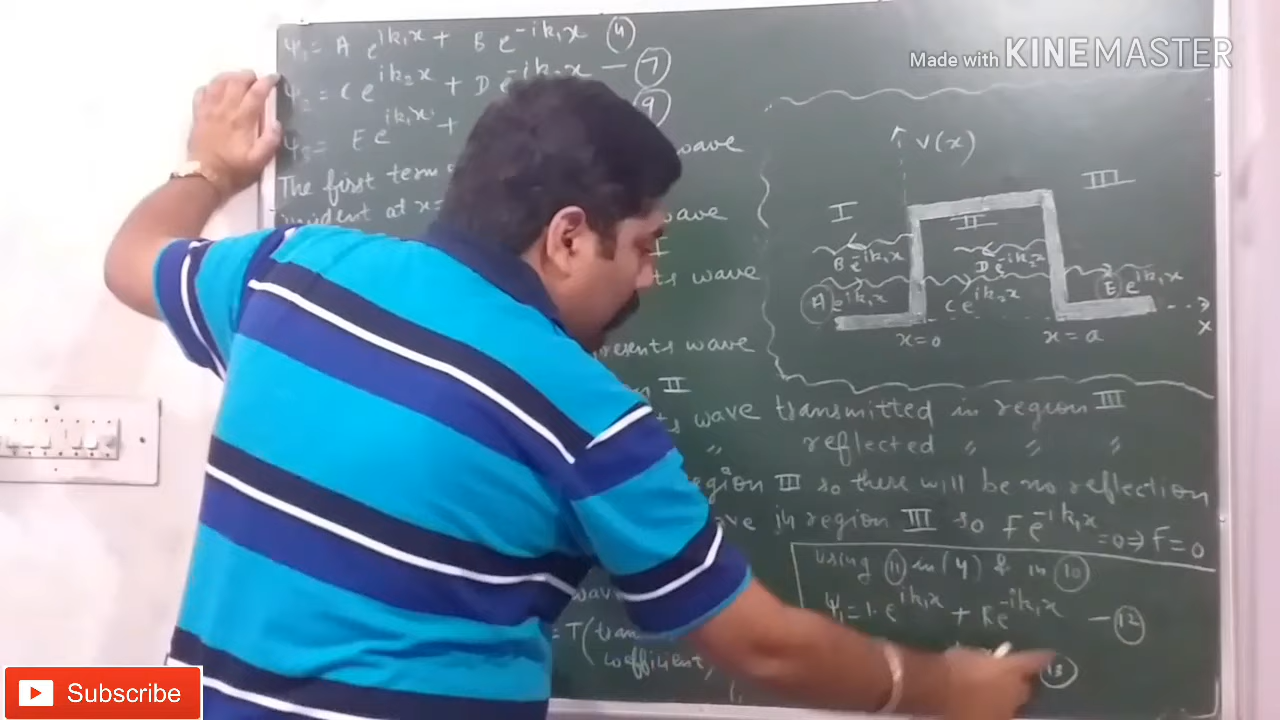 ψ₁ = A e^{ik₁x} + B e^{-ik₁x} ④
ψ₂ = C e^{ik₂x} + D e^{-ik₂x} — ⑦
ψ₃ = E e^{ik₁x} + ⑨
The first term wave
incident at x= wave
I
wave
presents wave
II
wave transmitted in region III
" reflected " " "
region III so there will be no reflection
in region III so F e^{-ik₁x} = 0 ⇒ F = 0
using ⑪ in (4) & in ⑩
ψ₁ = 1. e^{ik₁x} + R e^{-ik₁x} — ⑫
⑬
= T (
coefficient,
V(x)
I
II
III
B e^{-ik₁x}
D e^{-ik₂x}
A e^{ik₁x}
C e^{ik₂x}
E e^{ik₁x}
x=0
x=a
x
Made with KINEMASTER
Subscribe